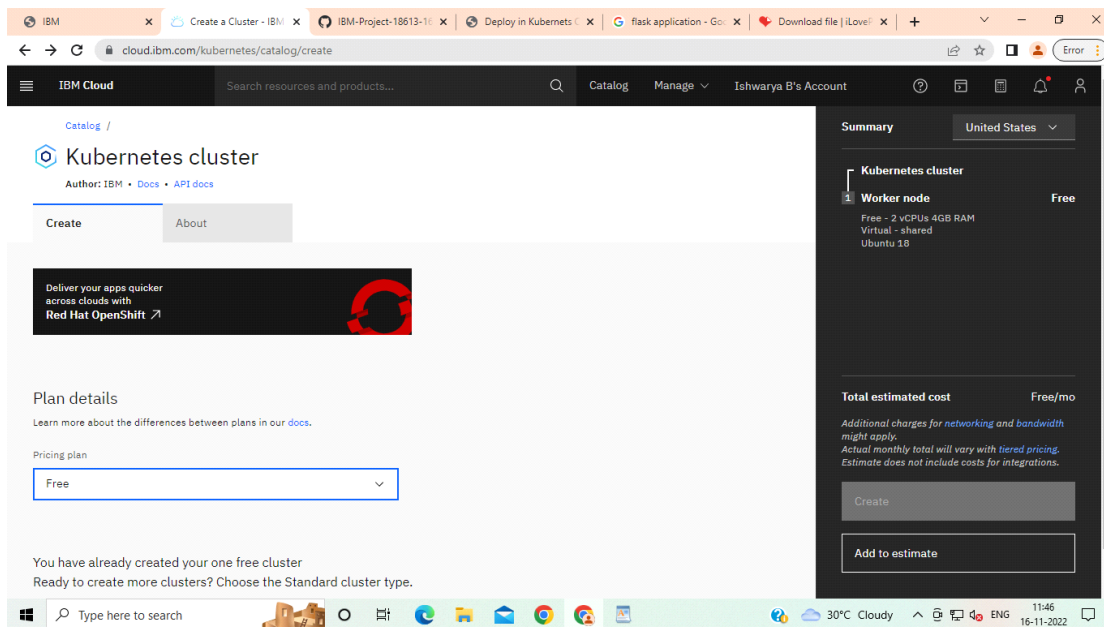 IBM
Create a Cluster - IBM
IBM-Project-18613-16
Deploy in Kubernets C
flask application - Goo
Download file | iLoveP
cloud.ibm.com/kubernetes/catalog/create
Error
IBM Cloud
Search resources and products...
Catalog
Manage
Ishwarya B's Account
Catalog /
Kubernetes cluster
Author: IBM • Docs • API docs
Create
About
Deliver your apps quicker
across clouds with
Red Hat OpenShift
Plan details
Learn more about the differences between plans in our docs.
Pricing plan
Free
You have already created your one free cluster
Ready to create more clusters? Choose the Standard cluster type.
Summary
United States
Kubernetes cluster
1 Worker node Free
Free - 2 vCPUs 4GB RAM
Virtual - shared
Ubuntu 18
Total estimated cost Free/mo
Additional charges for networking and bandwidth
might apply.
Actual monthly total will vary with tiered pricing.
Estimate does not include costs for integrations.
Create
Add to estimate
Type here to search
30°C Cloudy
ENG
11:46
16-11-2022